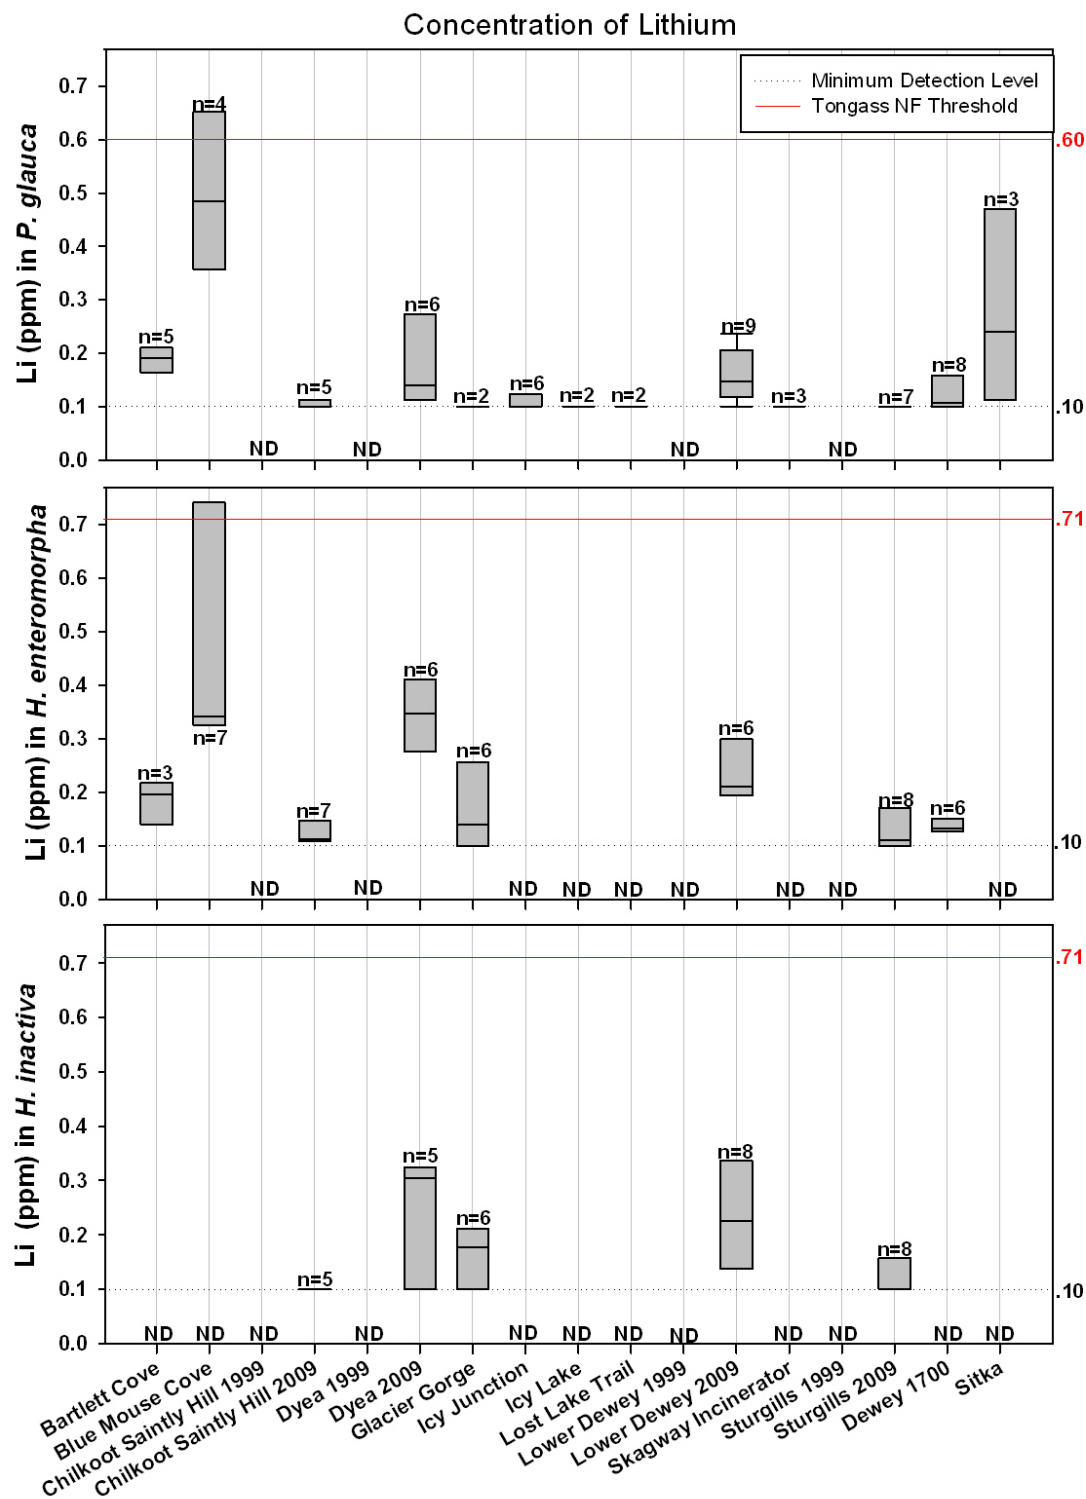 Concentration of Lithium
Minimum Detection Level
Tongass NF Threshold
Li (ppm) in P. glauca
0.7
0.6
0.5
0.4
0.3
0.2
0.1
0.0
n=5
n=4
ND
n=5
ND
n=6
n=2
n=6
n=2
n=2
ND
n=9
n=3
ND
n=7
n=8
n=3
.60
.10
Li (ppm) in H. enteromorpha
0.7
0.6
0.5
0.4
0.3
0.2
0.1
0.0
n=3
n=7
ND
n=7
ND
n=6
n=6
ND
ND
ND
ND
n=6
ND
ND
n=8
n=6
ND
.71
.10
Li (ppm) in H. inactiva
0.7
0.6
0.5
0.4
0.3
0.2
0.1
0.0
ND
ND
ND
n=5
ND
n=5
n=6
ND
ND
ND
ND
n=8
ND
ND
n=8
ND
ND
.71
.10
Bartlett Cove
Blue Mouse Cove
Chilkoot Saintly Hill 1999
Chilkoot Saintly Hill 2009
Dyea 1999
Dyea 2009
Glacier Gorge
Icy Junction
Icy Lake
Lost Lake Trail
Lower Dewey 1999
Lower Dewey 2009
Skagway Incinerator
Sturgills 1999
Sturgills 2009
Dewey 1700
Sitka